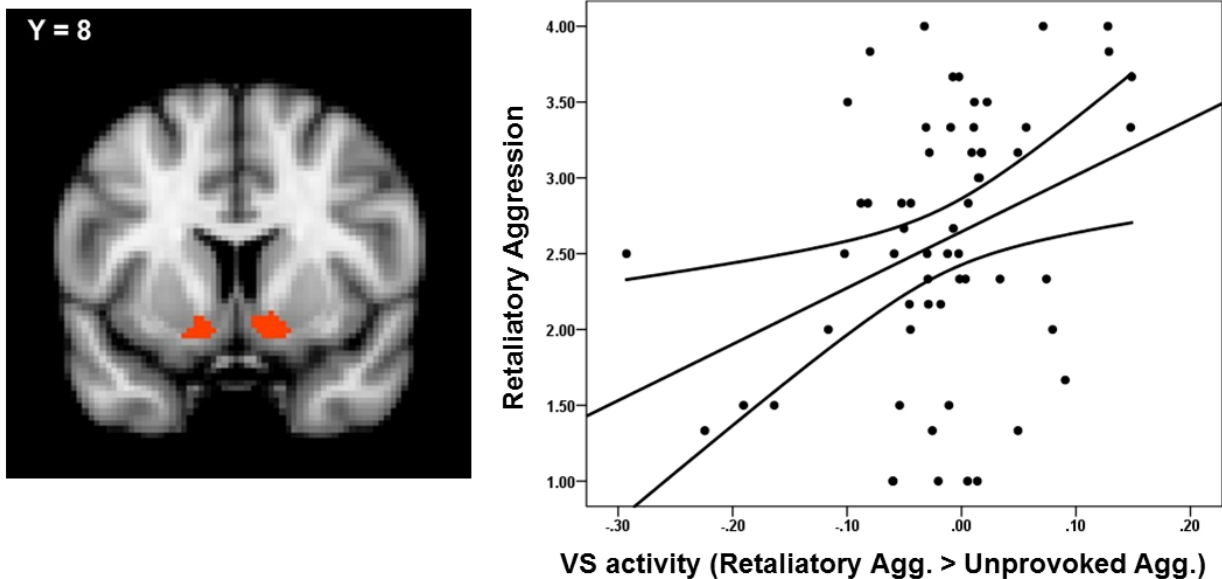 Y = 8
Retaliatory Aggression
4.00
3.50
3.00
2.50
2.00
1.50
1.00
-.30 -.20 -.10 .00 .10 .20
VS activity (Retaliatory Agg. > Unprovoked Agg.)